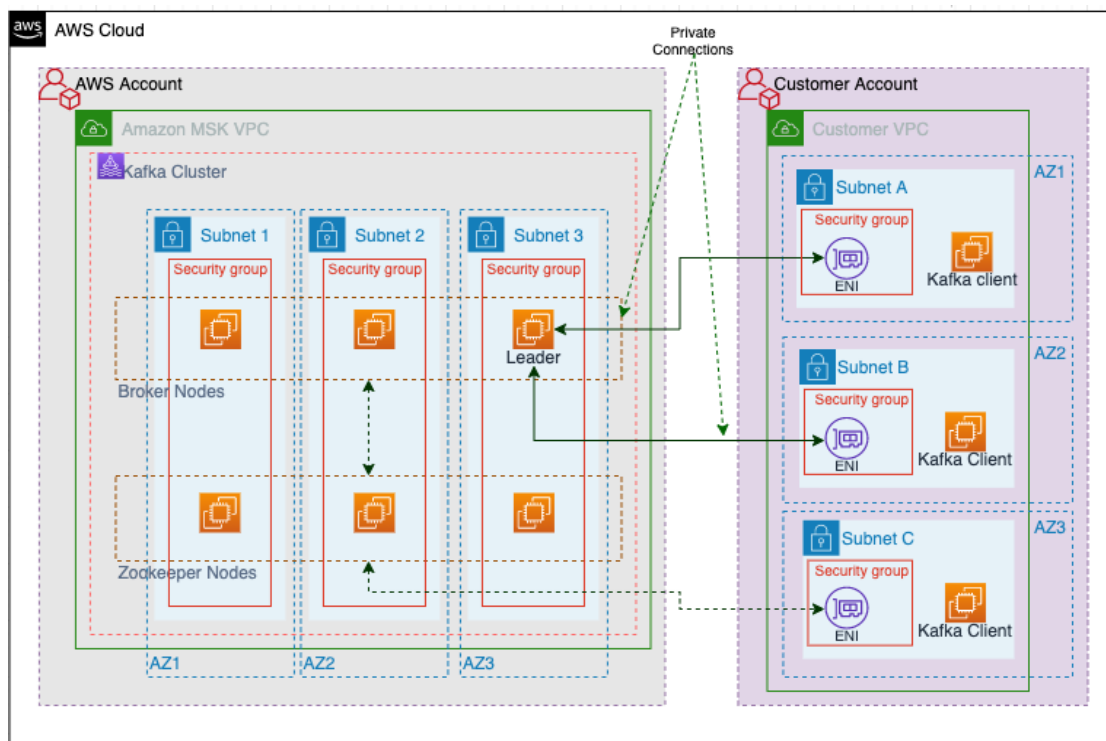 aws
AWS Cloud
Private
Connections
AWS Account
Customer Account
Amazon MSK VPC
Customer VPC
Kafka Cluster
AZ1
Subnet A
Security group
ENI
Kafka client
Subnet 1
Subnet 2
Subnet 3
Security group
Security group
Security group
Leader
Broker Nodes
AZ2
Subnet B
Security group
ENI
Kafka Client
AZ3
Subnet C
Security group
ENI
Kafka Client
Zookeeper Nodes
AZ1
AZ2
AZ3